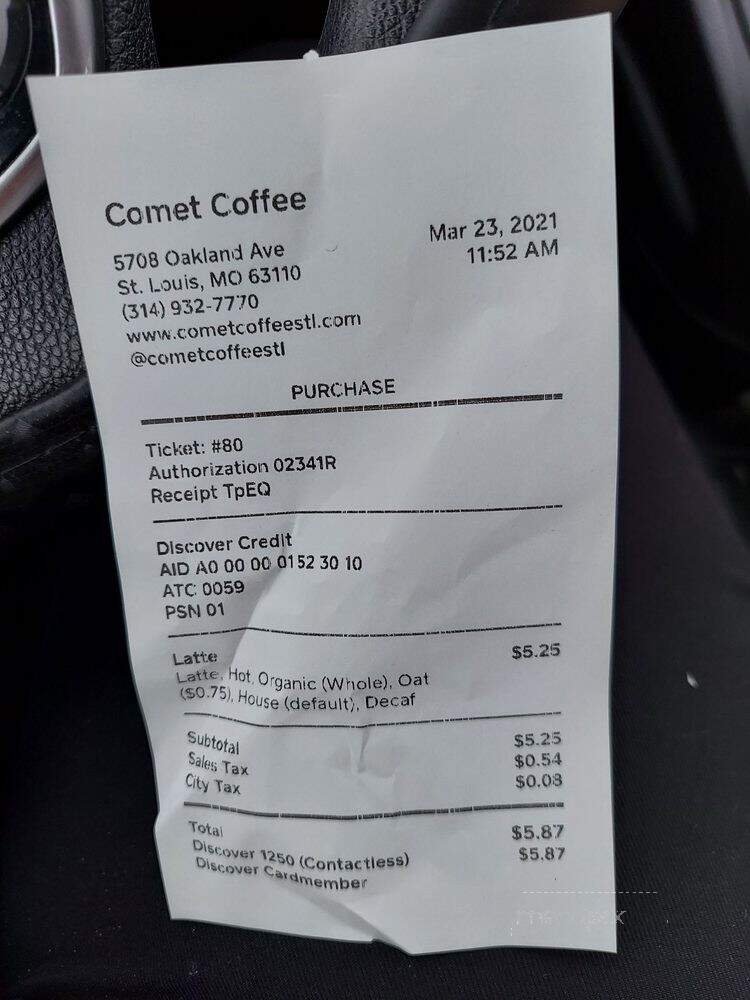 Comet Coffee
5708 Oakland Ave
St. Louis, MO 63110
(314) 932-7770
www.cometcoffeestl.com
@cometcoffeestl
Mar 23, 2021
11:52 AM
PURCHASE
Ticket: #80
Authorization 02341R
Receipt TpEQ
Discover Credit
AID A0 00 00 0152 30 10
ATC 0059
PSN 01
Latte $5.25
Latte, Hot, Organic (Whole), Oat
($0.75), House (default), Decaf
Subtotal $5.25
Sales Tax $0.54
City Tax $0.08
Total $5.87
Discover 1250 (Contactless) $5.87
Discover Cardmember